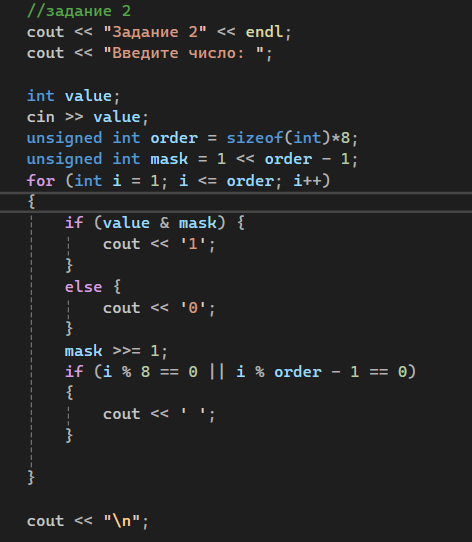 //задание 2
cout << "Задание 2" << endl;
cout << "Введите число: ";
int value;
cin >> value;
unsigned int order = sizeof(int)*8;
unsigned int mask = 1 << order - 1;
for (int i = 1; i <= order; i++)
{
if (value & mask) {
cout << '1';
}
else {
cout << '0';
}
mask >>= 1;
if (i % 8 == 0 || i % order - 1 == 0)
{
cout << ' ';
}
}
cout << "\n";